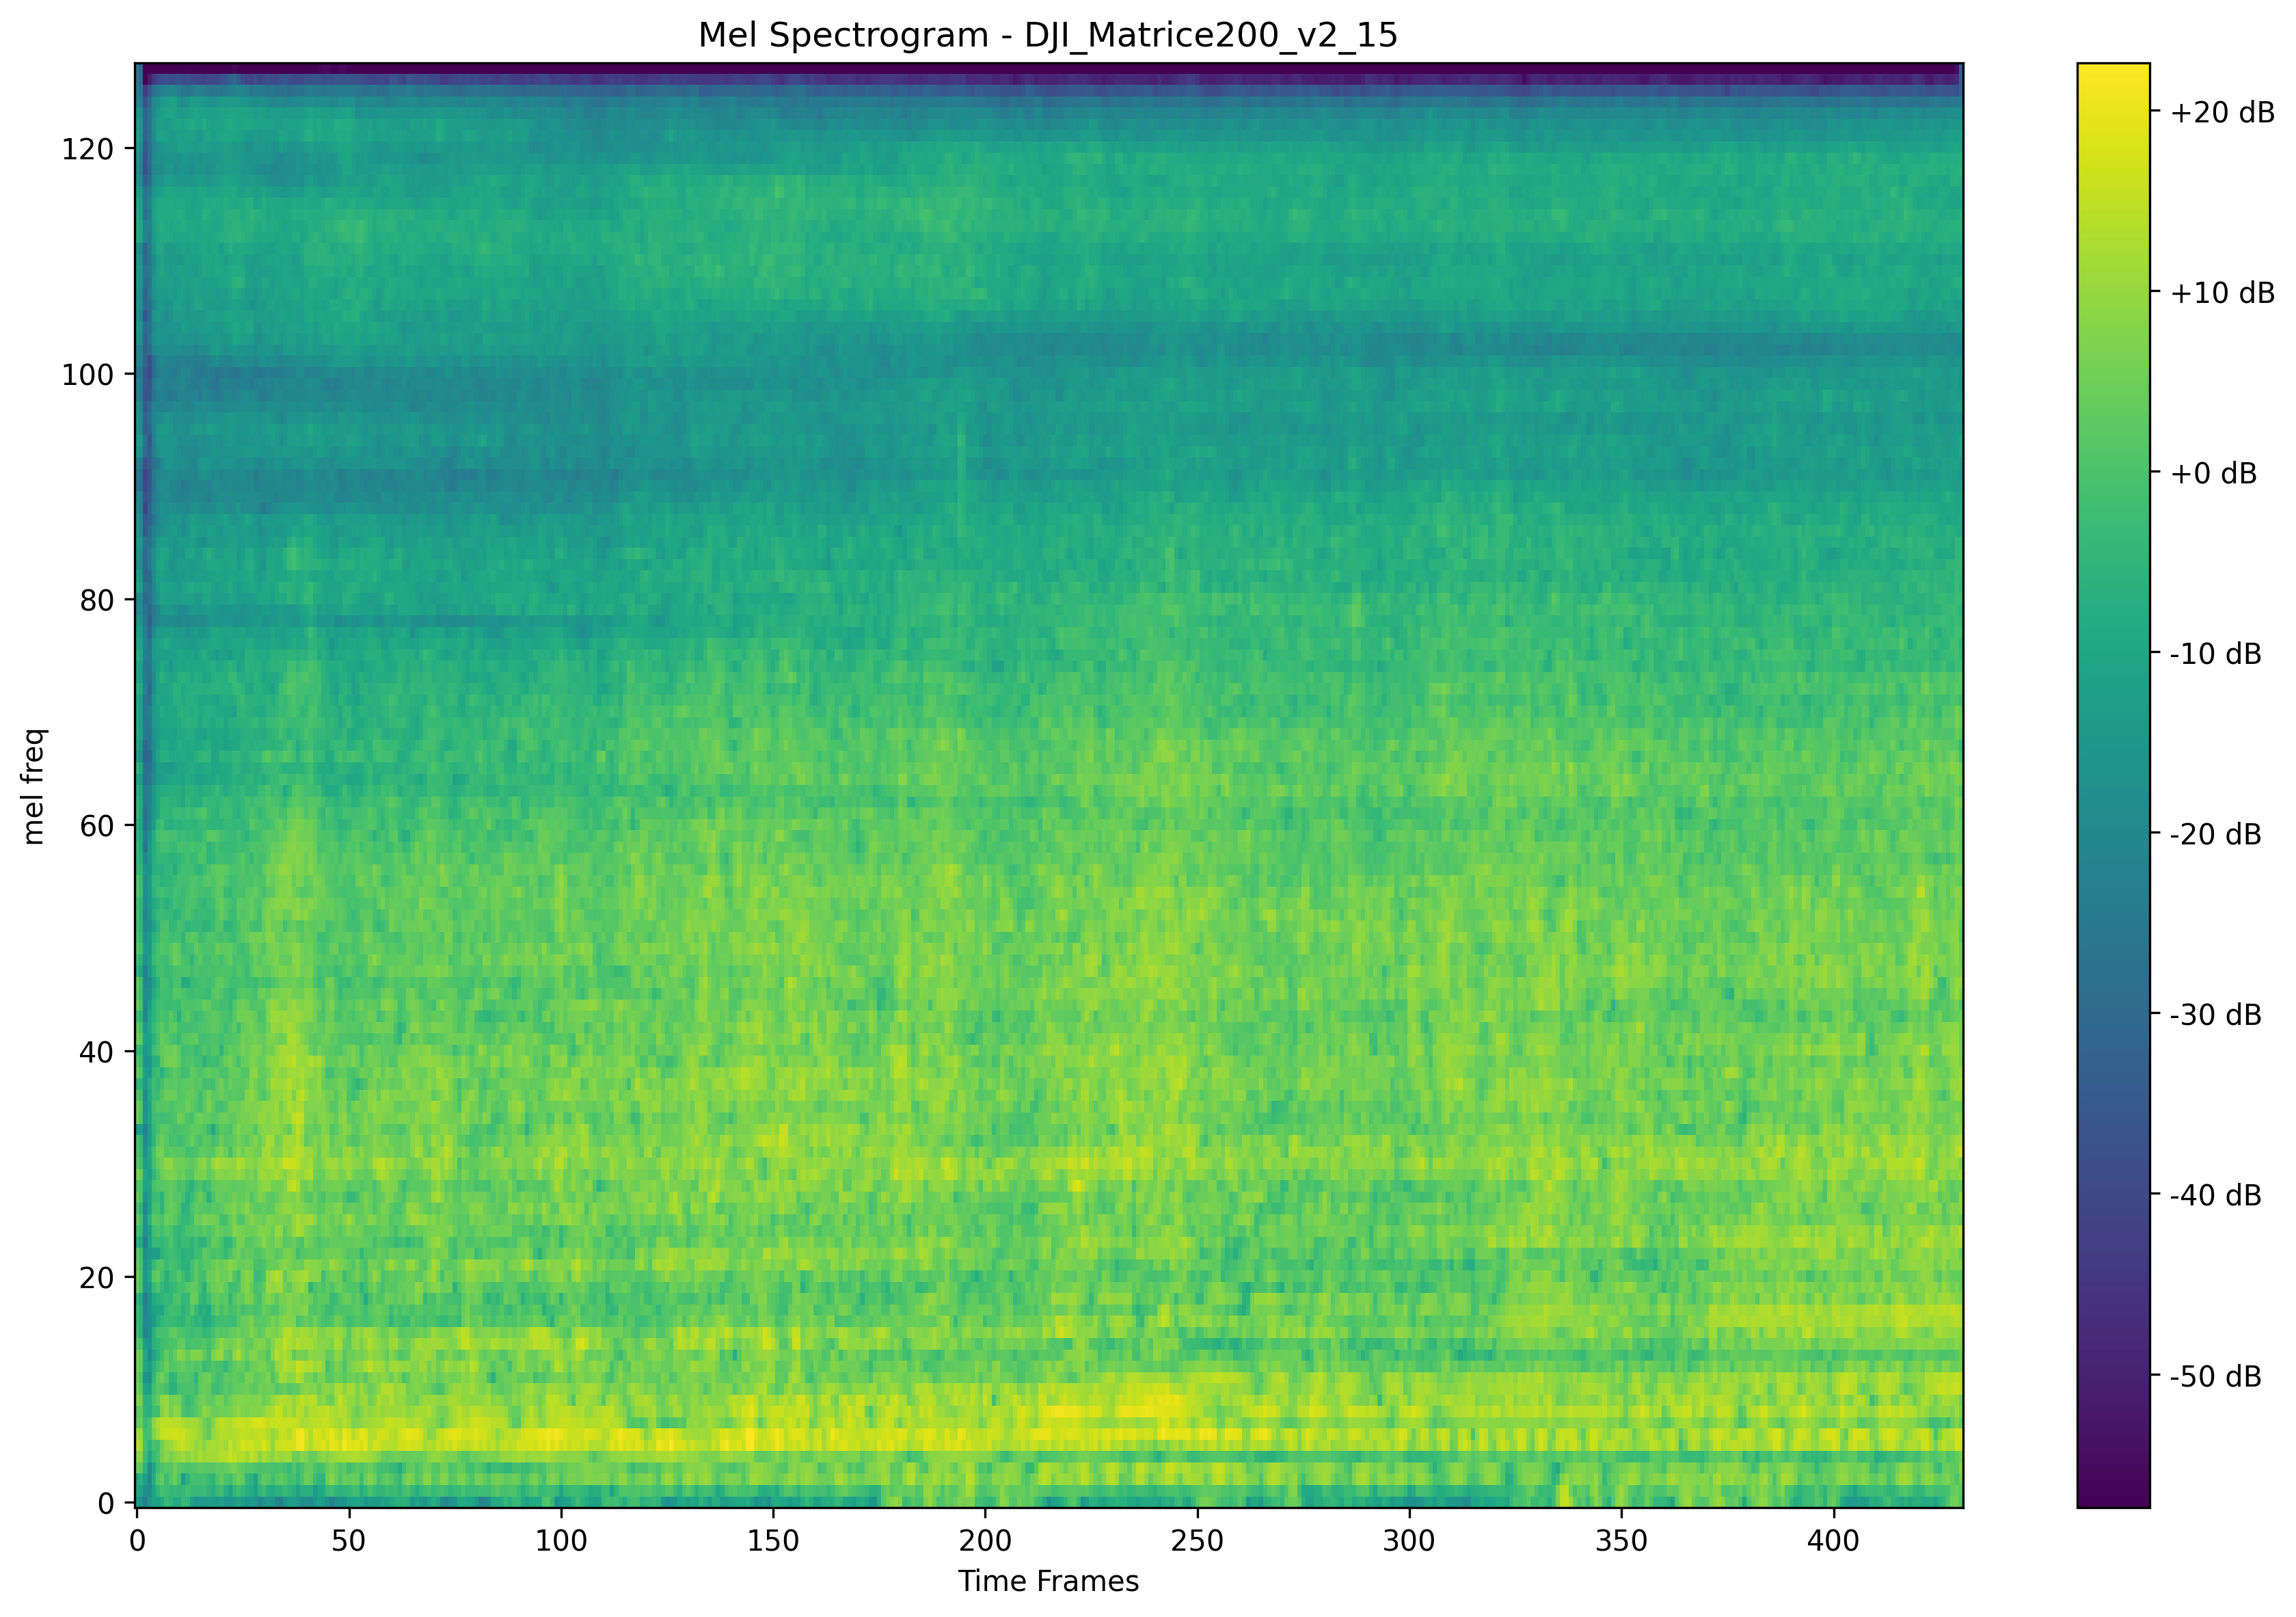 Mel Spectrogram - DJI_Matrice200_v2_15
120
100
80
60
40
20
0
mel freq
0 50 100 150 200 250 300 350 400
Time Frames
+20 dB
+10 dB
+0 dB
-10 dB
-20 dB
-30 dB
-40 dB
-50 dB